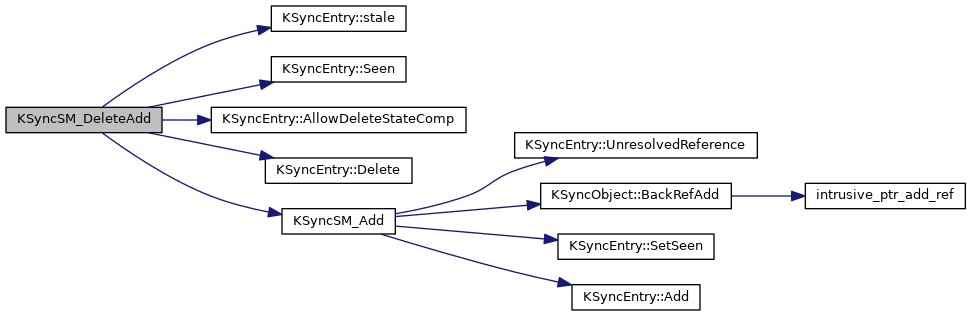 KSyncEntry::stale
KSyncEntry::Seen
KSyncSM_DeleteAdd
KSyncEntry::AllowDeleteStateComp
KSyncEntry::UnresolvedReference
KSyncEntry::Delete
KSyncObject::BackRefAdd
intrusive_ptr_add_ref
KSyncSM_Add
KSyncEntry::SetSeen
KSyncEntry::Add